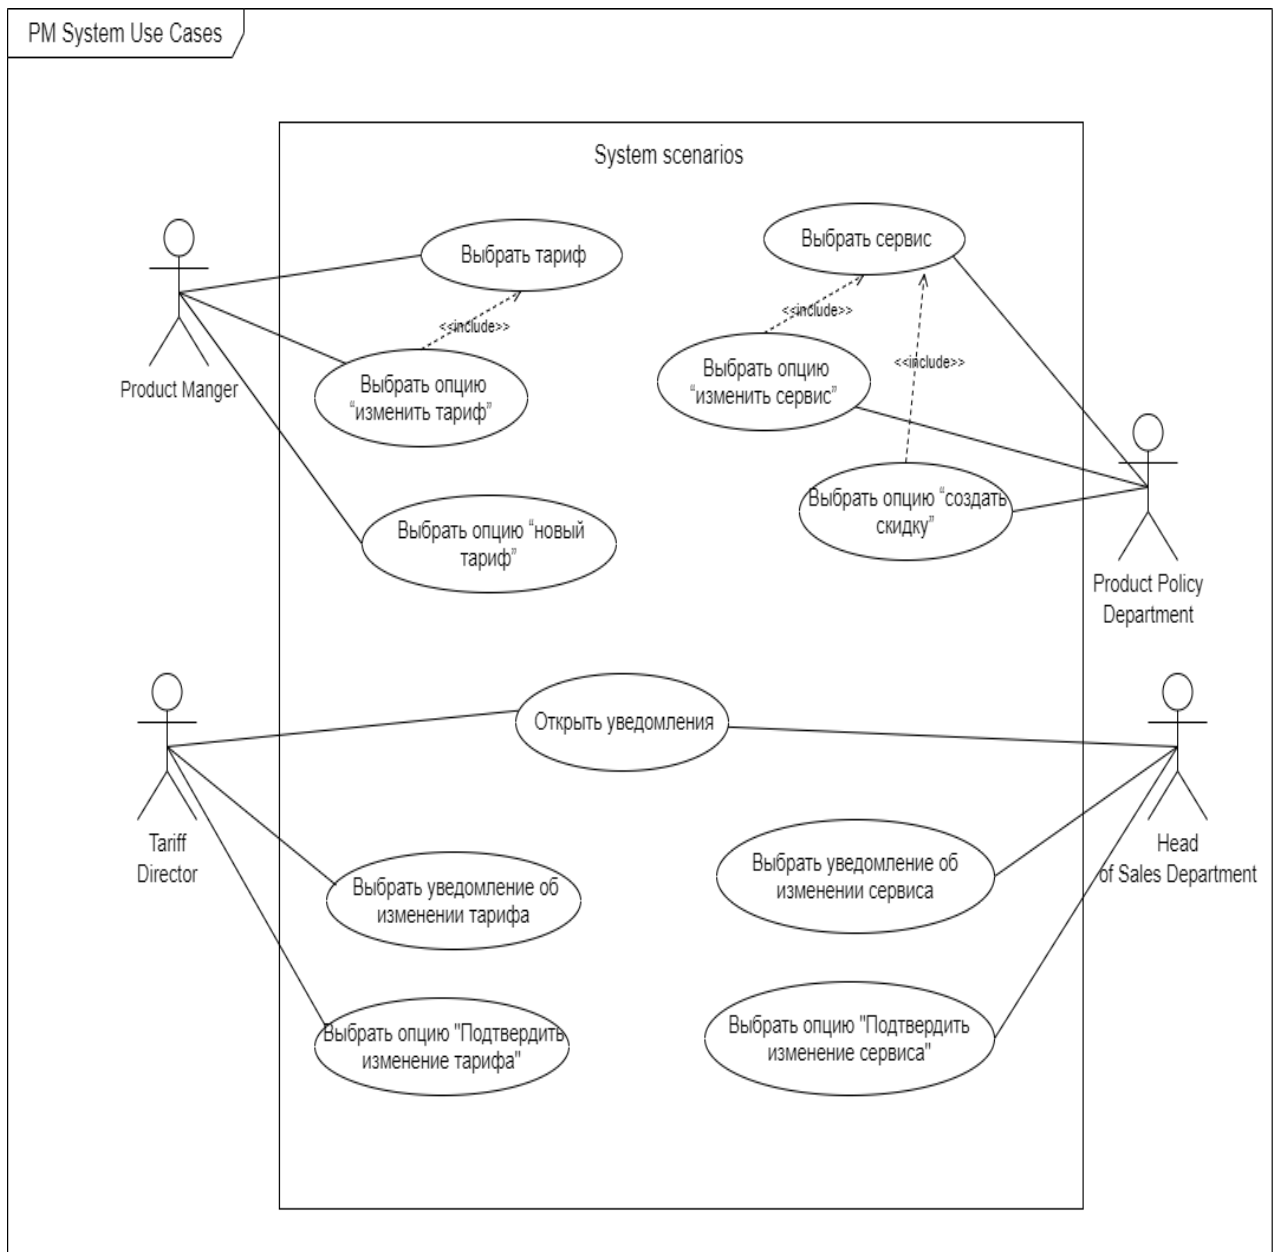 PM System Use Cases
System scenarios
Выбрать тариф
Выбрать сервис
<<include>>
<<include>>
Выбрать опцию
“изменить тариф”
Выбрать опцию
“изменить сервис”
<<include>>
Product Manger
Выбрать опцию “новый
тариф”
Выбрать опцию “создать
скидку”
Product Policy
Department
Открыть уведомления
Tariff
Director
Head
of Sales Department
Выбрать уведомление об
изменении тарифа
Выбрать уведомление об
изменении сервиса
Выбрать опцию "Подтвердить
изменение тарифа"
Выбрать опцию "Подтвердить
изменение сервиса"